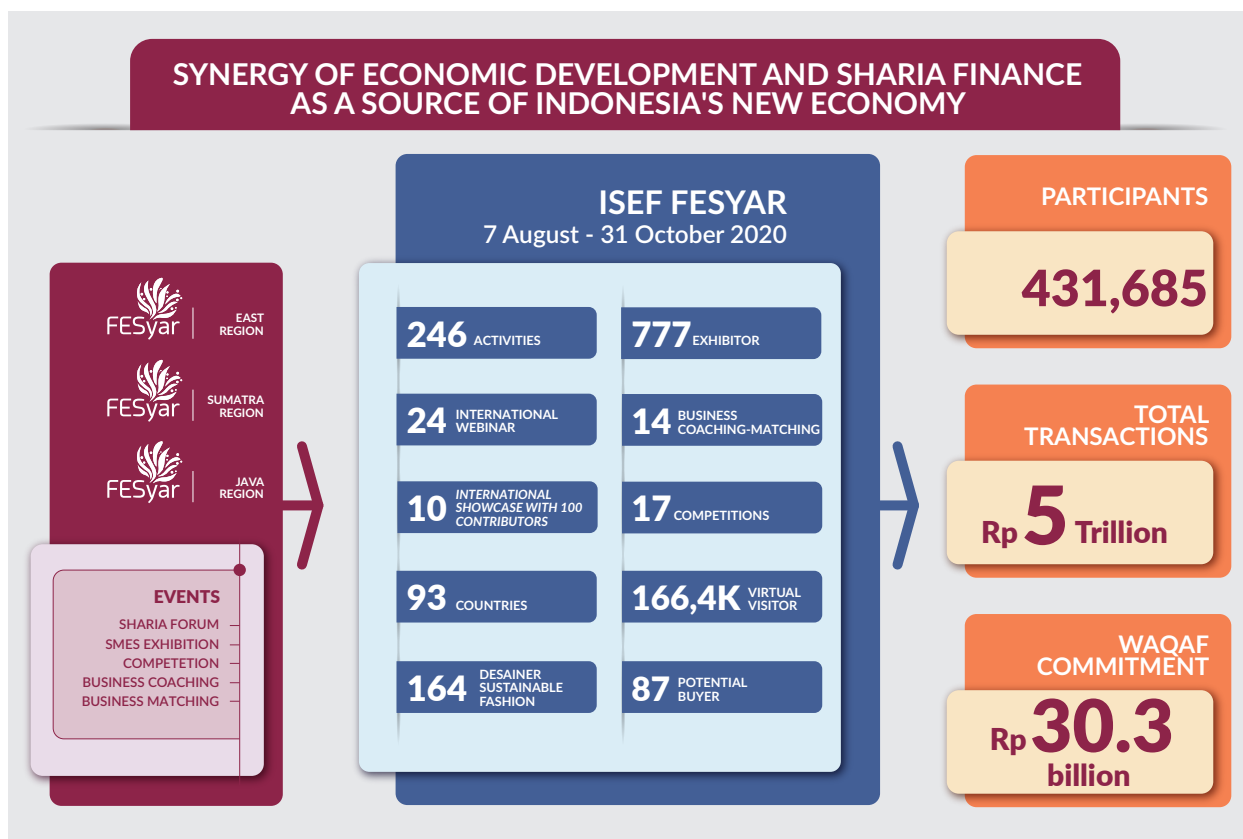 SYNERGY OF ECONOMIC DEVELOPMENT AND SHARIA FINANCE
AS A SOURCE OF INDONESIA'S NEW ECONOMY
FESyar
EAST
REGION
FESyar
SUMATRA
REGION
FESyar
JAVA
REGION
EVENTS
SHARIA FORUM
SMES EXHIBITION
COMPETETION
BUSINESS COACHING
BUSINESS MATCHING
ISEF FESYAR
7 August - 31 October 2020
246 ACTIVITIES
24 INTERNATIONAL
WEBINAR
10 INTERNATIONAL
SHOWCASE WITH 100
CONTRIBUTORS
93 COUNTRIES
164 DESAINER
SUSTAINABLE
FASHION
777 EXHIBITOR
14 BUSINESS
COACHING-MATCHING
17 COMPETITIONS
166,4K VIRTUAL
VISITOR
87 POTENTIAL
BUYER
PARTICIPANTS
431,685
TOTAL
TRANSACTIONS
Rp 5 Trillion
WAQAF
COMMITMENT
Rp 30.3
billion